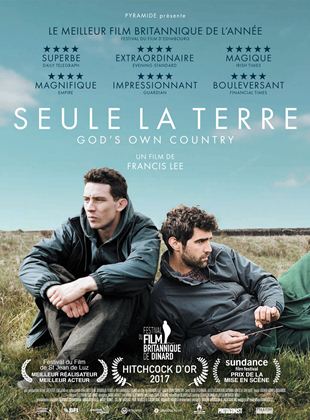 PYRAMIDE présente
LE MEILLEUR FILM BRITANNIQUE DE L'ANNÉE
FESTIVAL DU FILM D'EDIMBOURG
★★★★★ ★★★★★ ★★★★★
SUPERBE EXTRAORDINAIRE MAGIQUE
DAILY TELEGRAPH EVENING STANDARD IRISH TIMES
★★★★ ★★★★ ★★★★
MAGNIFIQUE IMPRESSIONNANT BOULEVERSANT
EMPIRE GUARDIAN FINANCIAL TIMES
SEULE LA TERRE
GOD'S OWN COUNTRY
UN FILM DE
FRANCIS LEE
FESTIVAL
DU FILM
BRITANNIQUE
DE DINARD
HITCHCOCK D'OR
2017
Festival du Film
de St Jean de Luz
MEILLEUR RÉALISATEUR
MEILLEUR ACTEUR
sundance
film festival
PRIX DE LA
MISE EN SCÈNE